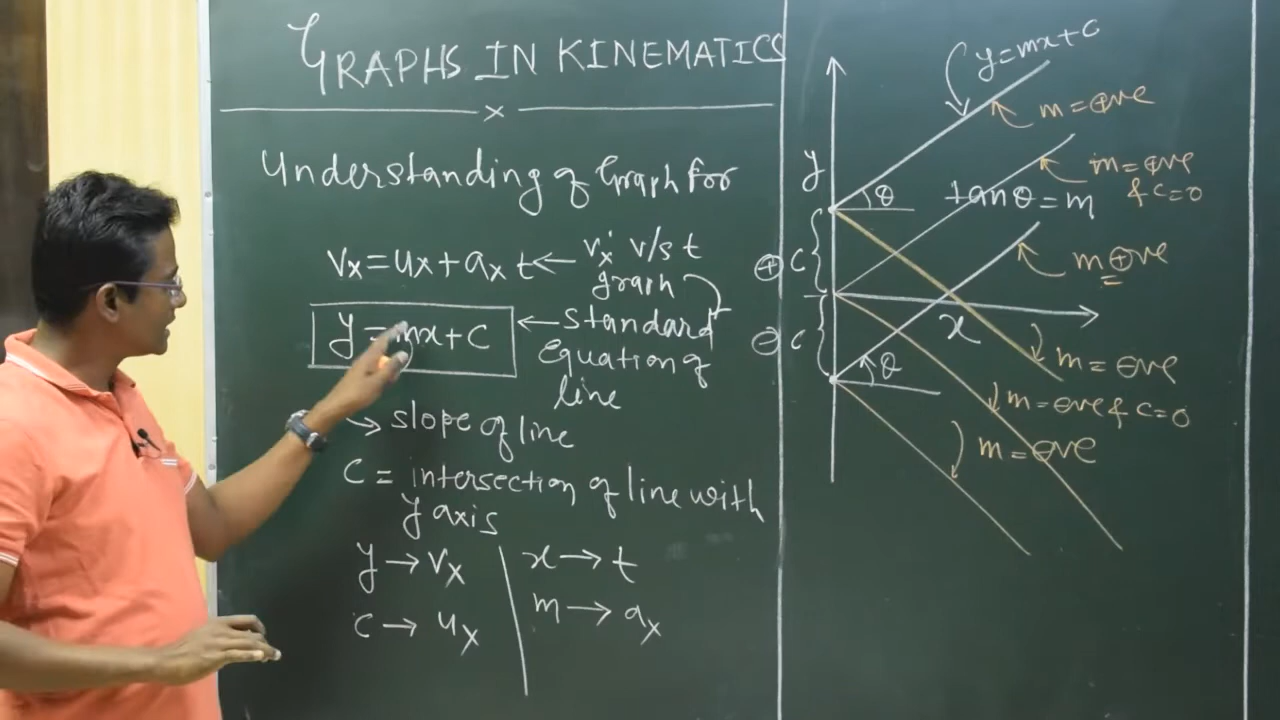 GRAPHS IN KINEMATICS
x
Understanding of Graph for
vx = ux + ax t ← vx v/s t
graph
y = mx + c ← standard
equation of
line
→ slope of line
c = intersection of line with
y axis
y → vx
x → t
c → ux
m → ax
y = mx + c
m = ⊕ve
y
θ
m = ⊕ve
& c = 0
tanθ = m
⊕ c
m ⊕ve
x
⊖ c
θ
m = ⊖ve
m = ⊖ve & c = 0
m = ⊖ve